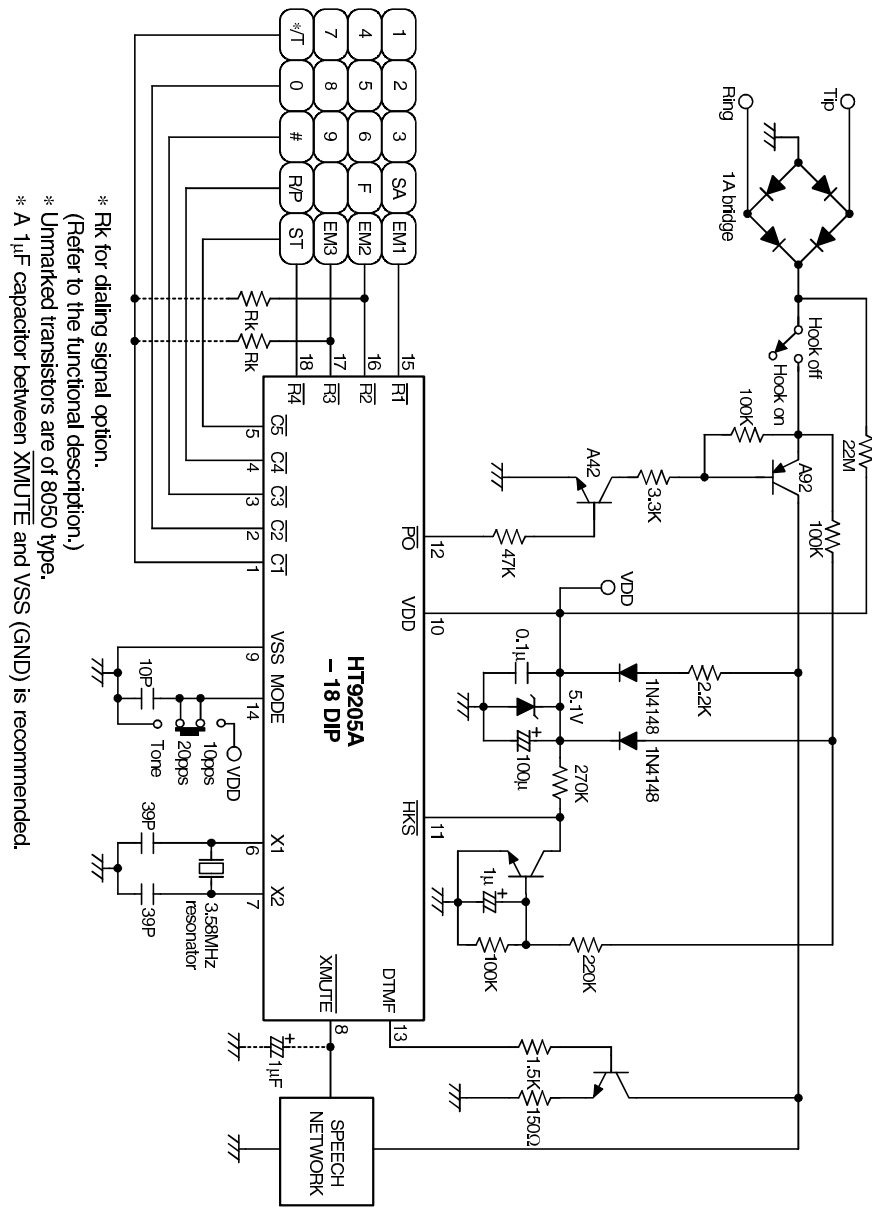 Tip
Ring
1A bridge
Hook off
Hook on
22M
100K
A92
100K
3.3K
A42
47K
VDD
2.2K
1N4148
1N4148
0.1µ
5.1V
100µ
270K
1µ
220K
100K
1.5K
150Ω
1 2 3 SA EM1
4 5 6 F EM2
7 8 9 EM3
*/T 0 # R/P ST
Rk
Rk
15 16 17 18
R1 R2 R3 R4
C5 C4 C3 C2 C1
5 4 3 2 1
PO
12
VDD
10
HKS
11
DTMF
13
XMUTE
8
HT9205A
– 18 DIP
VSS MODE
9 14
X1 X2
6 7
10P
VDD
10pps
20pps
Tone
39P
39P
3.58MHz
resonator
1µF
SPEECH
NETWORK
* Rk for dialing signal option.
(Refer to the functional description.)
* Unmarked transistors are of 8050 type.
* A 1µF capacitor between XMUTE and VSS (GND) is recommended.